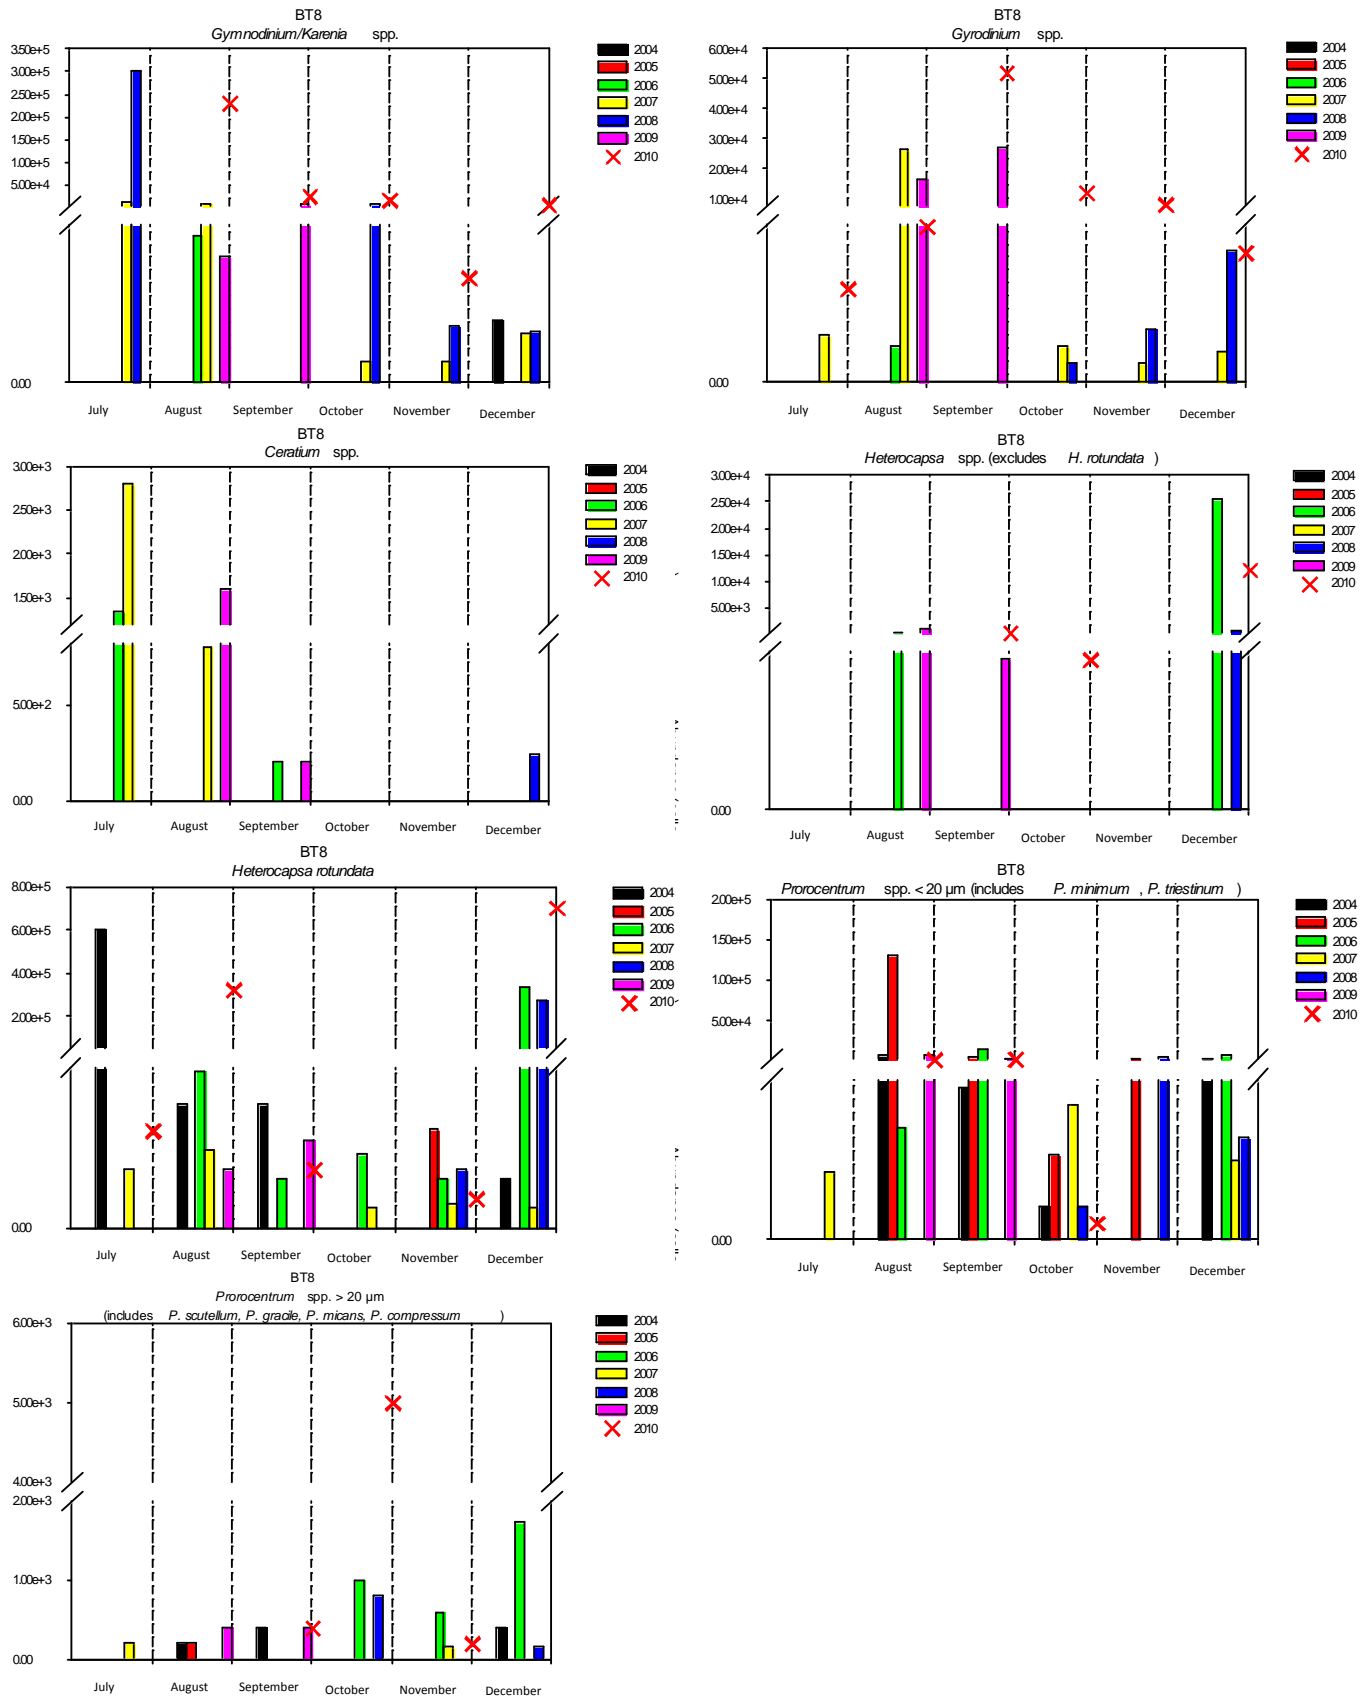 BT8
Gymnodinium/Karenia spp.
3.50e+5
3.00e+5
2.50e+5
2.00e+5
1.50e+5
1.00e+5
5.00e+4
0.00
July August September October November December
2004
2005
2006
2007
2008
2009
2010
BT8
Gyrodinium spp.
6.00e+4
5.00e+4
4.00e+4
3.00e+4
2.00e+4
1.00e+4
0.00
July August September October November December
2004
2005
2006
2007
2008
2009
2010
BT8
Ceratium spp.
3.00e+3
2.50e+3
2.00e+3
1.50e+3
5.00e+2
0.00
July August September October November December
2004
2005
2006
2007
2008
2009
2010
BT8
Heterocapsa spp. (excludes H. rotundata )
3.00e+4
2.50e+4
2.00e+4
1.50e+4
1.00e+4
5.00e+3
0.00
July August September October November December
2004
2005
2006
2007
2008
2009
2010
BT8
Heterocapsa rotundata
8.00e+5
6.00e+5
4.00e+5
2.00e+5
0.00
July August September October November December
2004
2005
2006
2007
2008
2009
2010
BT8
Prorocentrum spp. < 20 µm (includes P. minimum , P. triestinum )
2.00e+5
1.50e+5
1.00e+5
5.00e+4
0.00
July August September October November December
2004
2005
2006
2007
2008
2009
2010
BT8
Prorocentrum spp. > 20 µm
(includes P. scutellum, P. gracile, P. micans, P. compressum )
6.00e+3
5.00e+3
4.00e+3
2.00e+3
1.00e+3
0.00
July August September October November December
2004
2005
2006
2007
2008
2009
2010